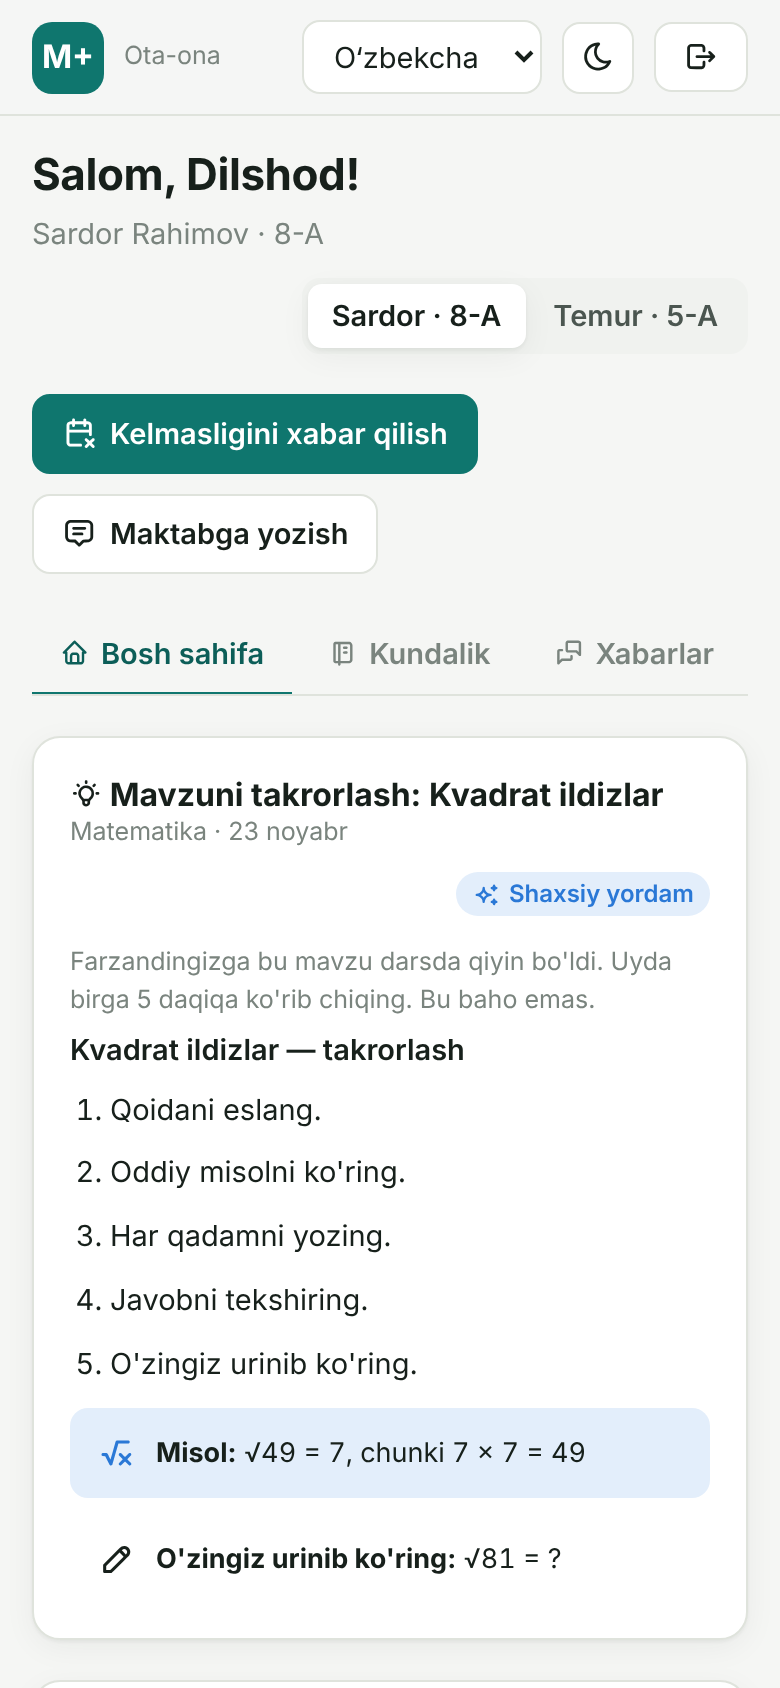 M+ Ota-ona O‘zbekcha
Salom, Dilshod!
Sardor Rahimov · 8-A
Sardor · 8-A Temur · 5-A
Kelmasligini xabar qilish
Maktabga yozish
Bosh sahifa Kundalik Xabarlar
Mavzuni takrorlash: Kvadrat ildizlar
Matematika · 23 noyabr
Shaxsiy yordam
Farzandingizga bu mavzu darsda qiyin bo'ldi. Uyda
birga 5 daqiqa ko'rib chiqing. Bu baho emas.
Kvadrat ildizlar — takrorlash
1. Qoidani eslang.
2. Oddiy misolni ko'ring.
3. Har qadamni yozing.
4. Javobni tekshiring.
5. O'zingiz urinib ko'ring.
Misol: √49 = 7, chunki 7 × 7 = 49
O'zingiz urinib ko'ring: √81 = ?